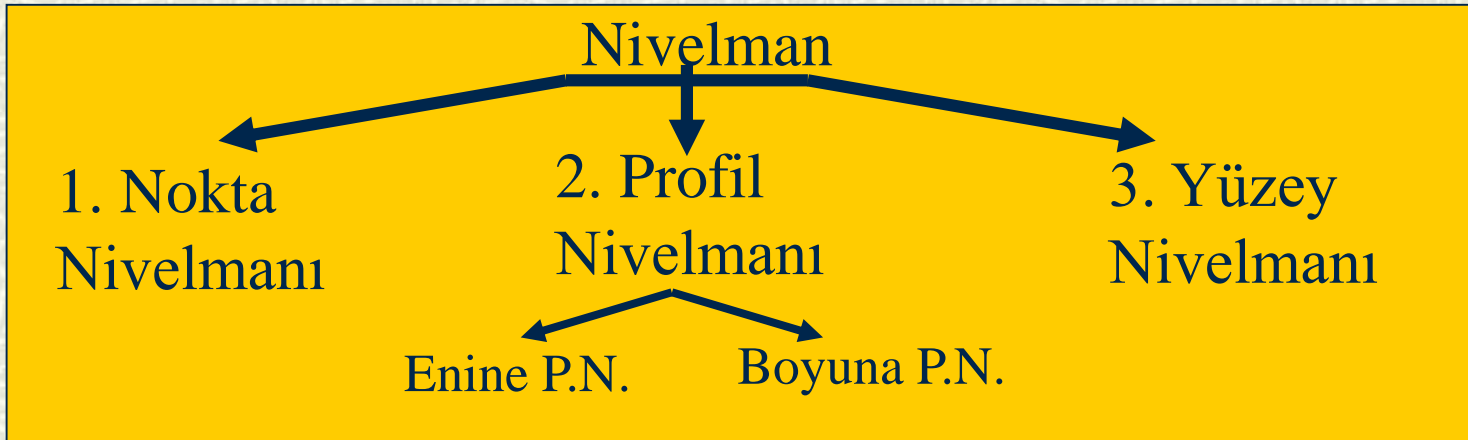 Nivelman
1. Nokta
Nivelmanı
2. Profil
Nivelmanı
3. Yüzey
Nivelmanı
Enine P.N.
Boyuna P.N.